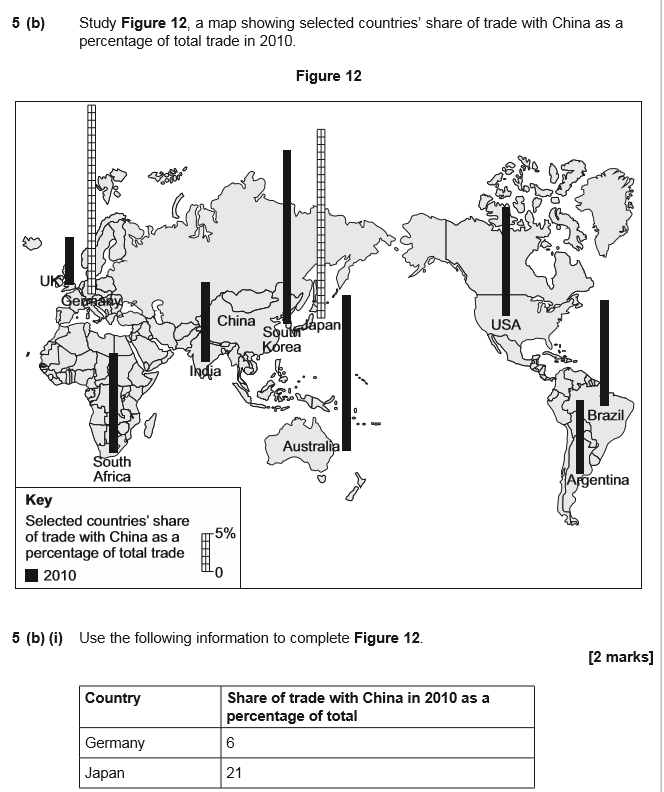 5 (b) Study Figure 12, a map showing selected countries' share of trade with China as a
percentage of total trade in 2010.
Figure 12
UK
Germany
China
South
Korea
Japan
India
USA
Brazil
Australia
South
Africa
Argentina
Key
Selected countries' share
of trade with China as a
percentage of total trade
5%
0
2010
5 (b) (i) Use the following information to complete Figure 12.
[2 marks]
Country Share of trade with China in 2010 as a
percentage of total
Germany 6
Japan 21